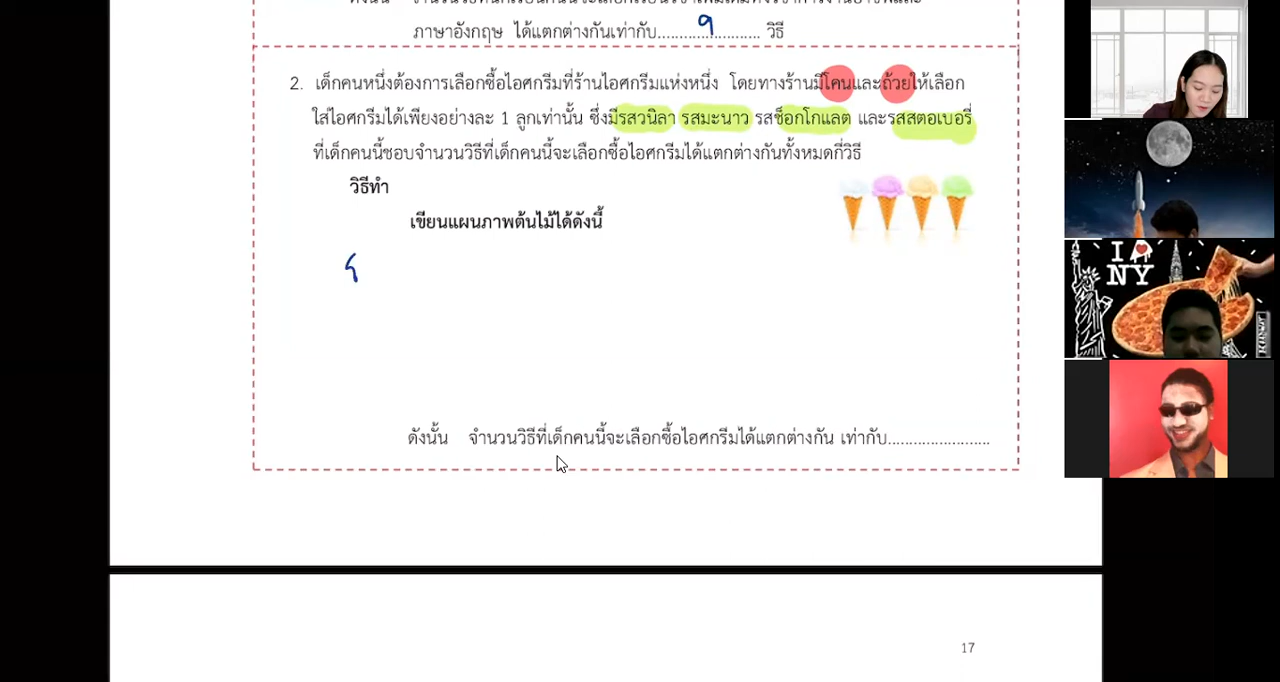 ภาษาอังกฤษ ได้แตกต่างกันเท่ากับ..........9.......... วิธี
2. เด็กคนหนึ่งต้องการเลือกซื้อไอศกรีมที่ร้านไอศกรีมแห่งหนึ่ง โดยทางร้านมีโคนและถ้วยให้เลือก
ใส่ไอศกรีมได้เพียงอย่างละ 1 ลูกเท่านั้น ซึ่งมีรสวนิลา รสมะนาว รสช็อกโกแลต และรสสตอเบอรี่
ที่เด็กคนนี้ชอบจำนวนวิธีที่เด็กคนนี้จะเลือกซื้อไอศกรีมได้แตกต่างกันทั้งหมดกี่วิธี
วิธีทำ
เขียนแผนภาพต้นไม้ได้ดังนี้
ดังนั้น จำนวนวิธีที่เด็กคนนี้จะเลือกซื้อไอศกรีมได้แตกต่างกัน เท่ากับ.......................
17
I
NY